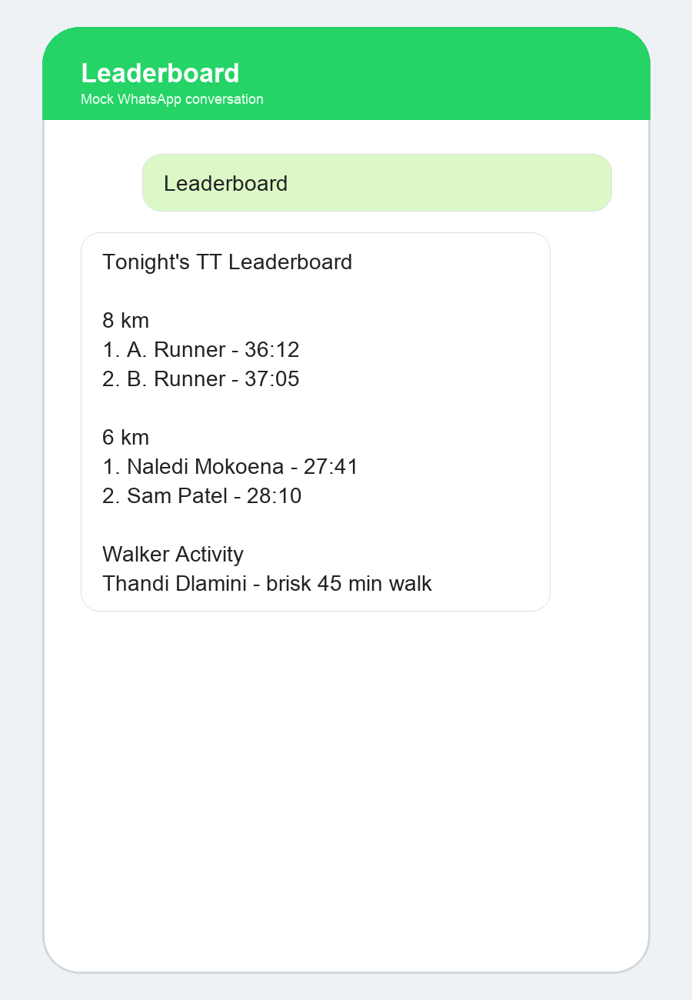 Leaderboard
Mock WhatsApp conversation
Leaderboard
Tonight's TT Leaderboard
8 km
1. A. Runner - 36:12
2. B. Runner - 37:05
6 km
1. Naledi Mokoena - 27:41
2. Sam Patel - 28:10
Walker Activity
Thandi Dlamini - brisk 45 min walk